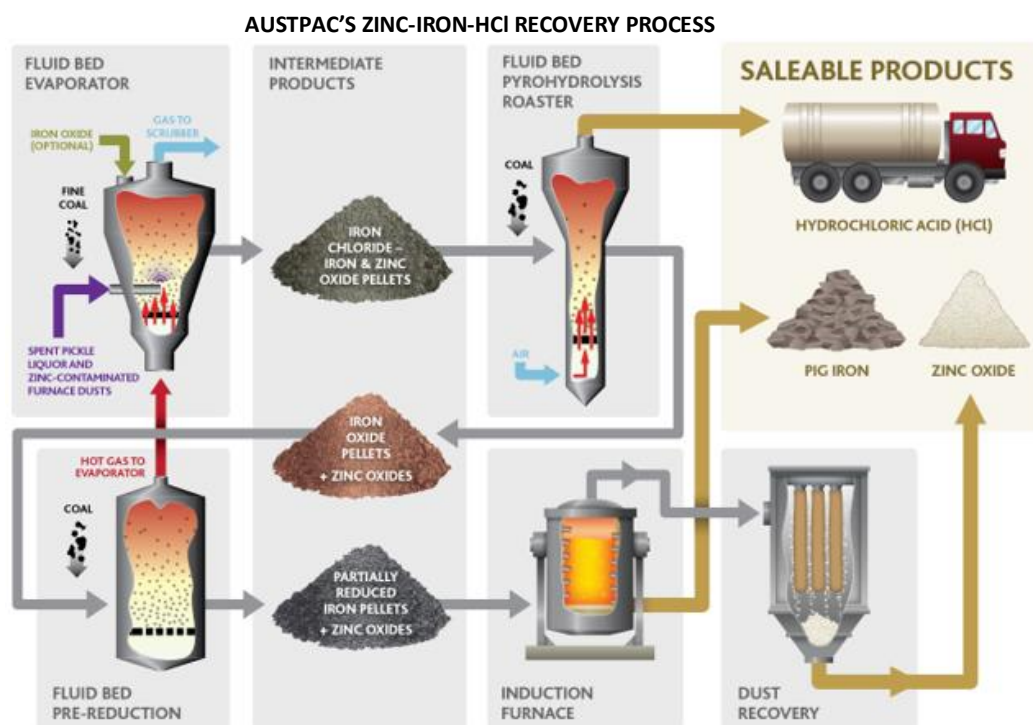 AUSTPAC'S ZINC-IRON-HCl RECOVERY PROCESS
FLUID BED
EVAPORATOR
INTERMEDIATE
PRODUCTS
FLUID BED
PYROHYDROLYSIS
ROASTER
SALEABLE PRODUCTS
IRON OXIDE
(OPTIONAL)
GAS TO
SCRUBBER
FINE
COAL
COAL
IRON
CHLORIDE –
IRON & ZINC
OXIDE PELLETS
HYDROCHLORIC ACID (HCl)
SPENT PICKLE
LIQUOR AND
ZINC-CONTAMINATED
FURNACE DUSTS
AIR
PIG IRON
ZINC OXIDE
IRON
OXIDE
PELLETS
+ ZINC OXIDES
HOT GAS TO
EVAPORATOR
COAL
PARTIALLY
REDUCED
IRON PELLETS
+ ZINC OXIDES
FLUID BED
PRE-REDUCTION
INDUCTION
FURNACE
DUST
RECOVERY